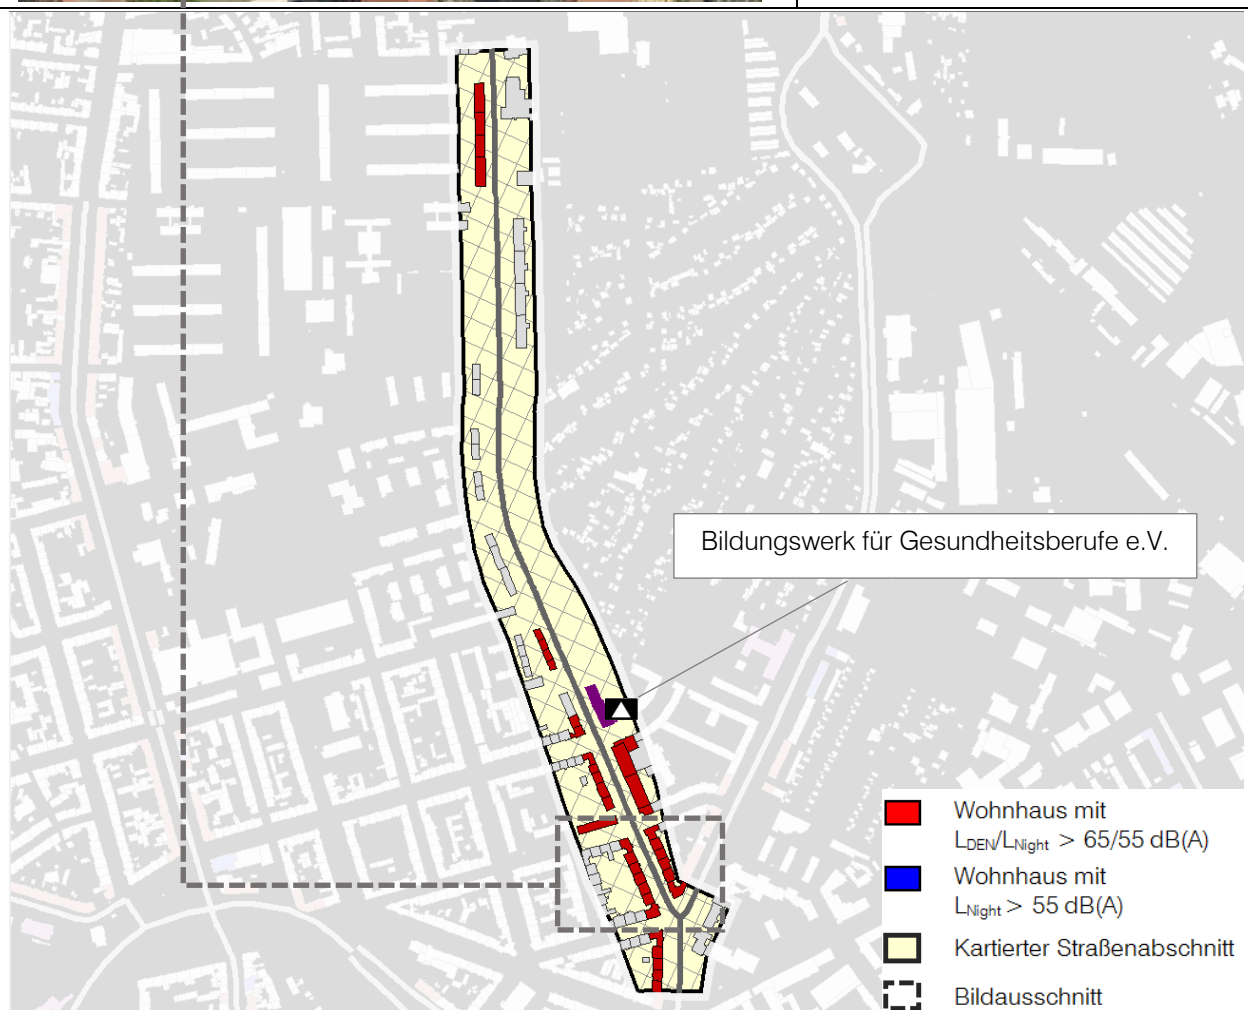 Bildungswerk für Gesundheitsberufe e.V.
Wohnhaus mit
LDEN/LNight > 65/55 dB(A)
Wohnhaus mit
LNight > 55 dB(A)
Kartierter Straßenabschnitt
Bildausschnitt